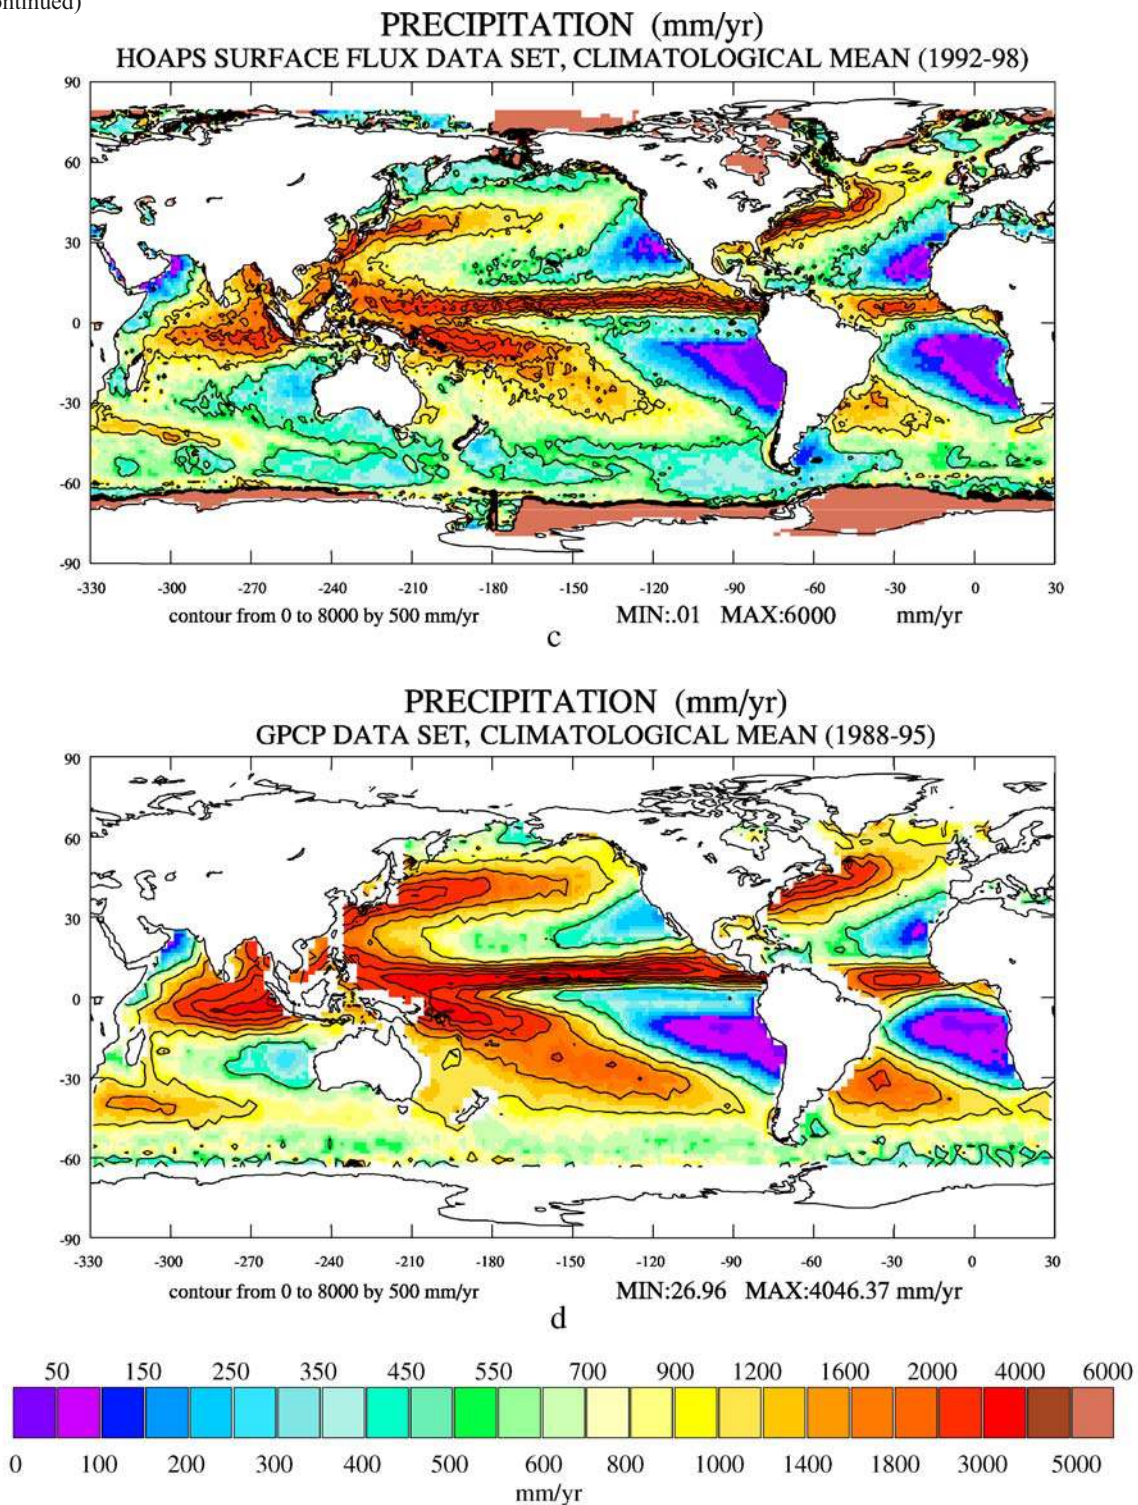 ontinued)
PRECIPITATION (mm/yr)
HOAPS SURFACE FLUX DATA SET, CLIMATOLOGICAL MEAN (1992-98)
90
60
30
0
-30
-60
-90
-330 -300 -270 -240 -210 -180 -150 -120 -90 -60 -30 0 30
contour from 0 to 8000 by 500 mm/yr MIN:.01 MAX:6000 mm/yr
c
PRECIPITATION (mm/yr)
GPCP DATA SET, CLIMATOLOGICAL MEAN (1988-95)
90
60
30
0
-30
-60
-90
-330 -300 -270 -240 -210 -180 -150 -120 -90 -60 -30 0 30
contour from 0 to 8000 by 500 mm/yr MIN:26.96 MAX:4046.37 mm/yr
d
50 150 250 350 450 550 700 900 1200 1600 2000 4000 6000
0 100 200 300 400 500 600 800 1000 1400 1800 3000 5000
mm/yr